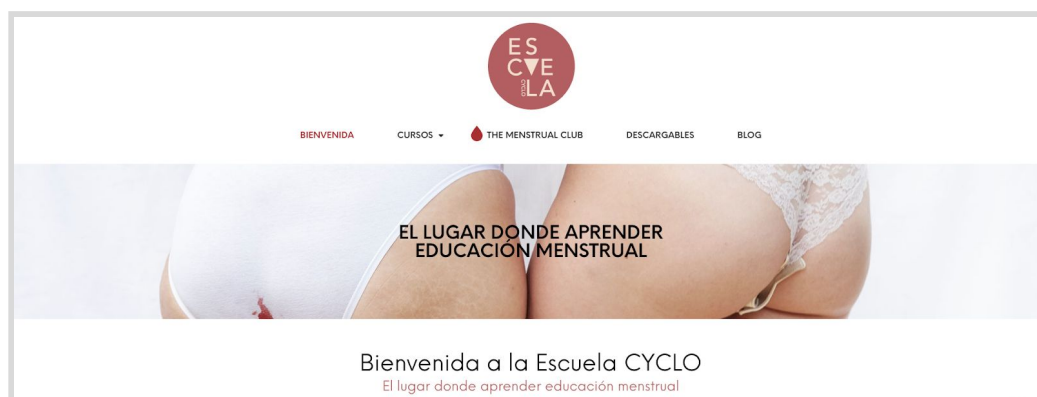 ES
CVE
CYCLO LA
BIENVENIDA CURSOS THE MENSTRUAL CLUB DESCARGABLES BLOG
EL LUGAR DONDE APRENDER
EDUCACIÓN MENSTRUAL
Bienvenida a la Escuela CYCLO
El lugar donde aprender educación menstrual